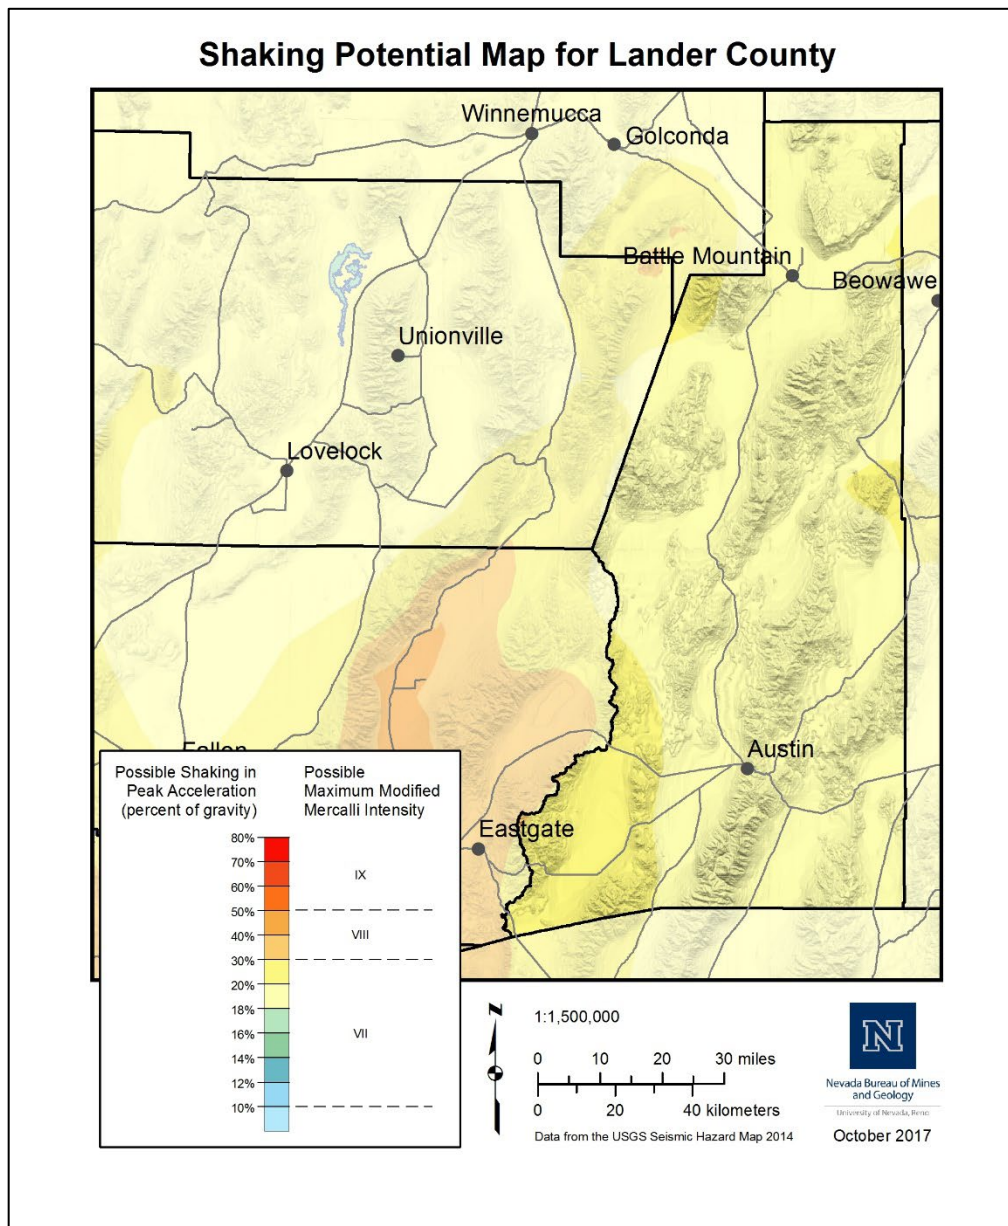 Shaking Potential Map for Lander County
Winnemucca
Golconda
Battle Mountain
Beowawe
Unionville
Lovelock
Austin
Eastgate
Possible Shaking in
Peak Acceleration
(percent of gravity)
Possible
Maximum Modified
Mercalli Intensity
80%
70%
60%
50%
40%
30%
20%
18%
16%
14%
12%
10%
IX
VIII
VII
N
1:1,500,000
0 10 20 30 miles
0 20 40 kilometers
Data from the USGS Seismic Hazard Map 2014
N
Nevada Bureau of Mines
and Geology
University of Nevada, Reno
October 2017